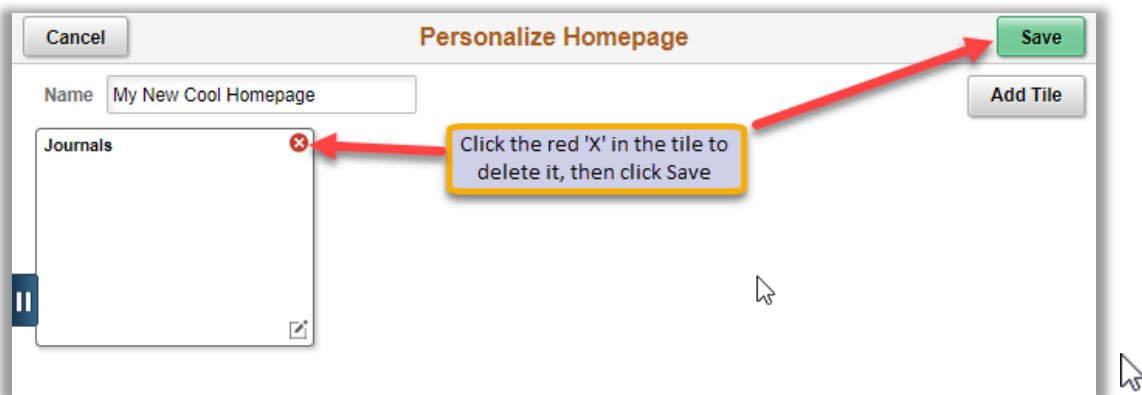 Cancel
Personalize Homepage
Save
Name
My New Cool Homepage
Add Tile
Journals
Click the red 'X' in the tile to
delete it, then click Save